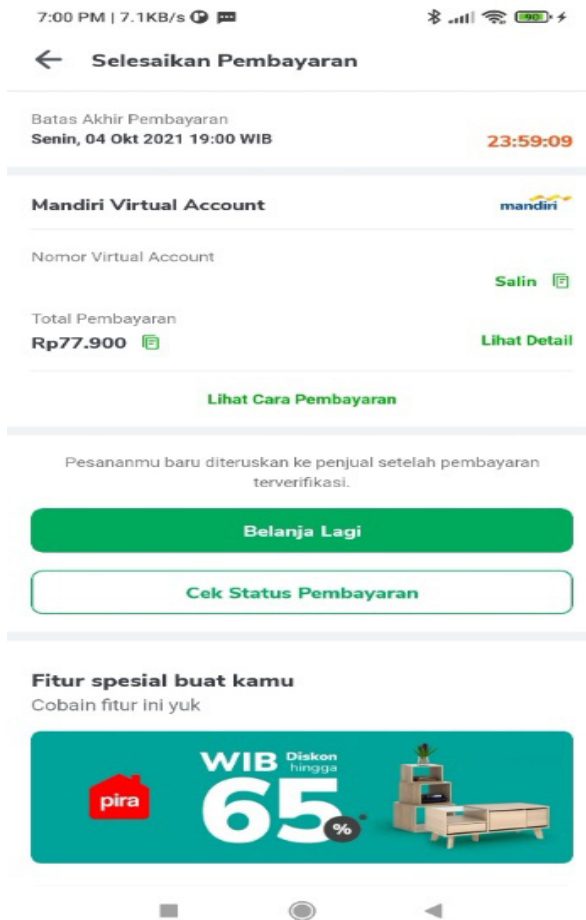 7:00 PM | 7.1KB/s
90
Selesaikan Pembayaran
Batas Akhir Pembayaran
Senin, 04 Okt 2021 19:00 WIB
23:59:09
Mandiri Virtual Account
mandiri
Nomor Virtual Account
Salin
Total Pembayaran
Rp77.900
Lihat Detail
Lihat Cara Pembayaran
Pesananmu baru diteruskan ke penjual setelah pembayaran
terverifikasi.
Belanja Lagi
Cek Status Pembayaran
Fitur spesial buat kamu
Cobain fitur ini yuk
pira
WIB Diskon
hingga
65%*